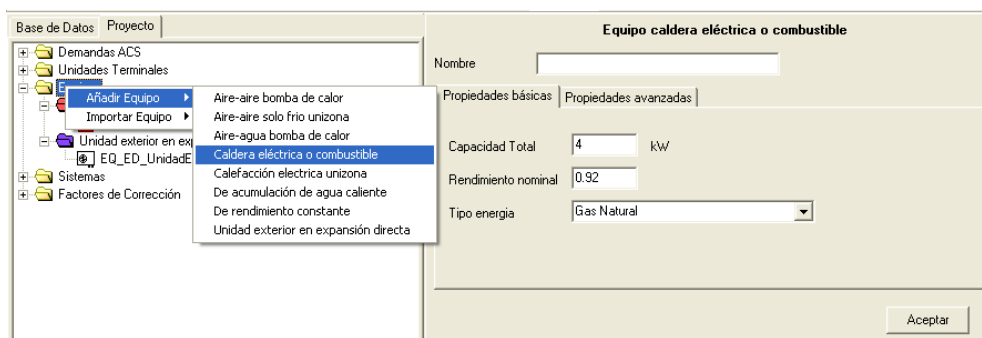 Base de Datos Proyecto
Demandas ACS
Unidades Terminales
Añadir Equipo
Importar Equipo
Unidad exterior en ex
EQ_ED_UnidadE
Sistemas
Factores de Corrección
Aire-aire bomba de calor
Aire-aire solo frio unizona
Aire-agua bomba de calor
Caldera eléctrica o combustible
Calefacción electrica unizona
De acumulación de agua caliente
De rendimiento constante
Unidad exterior en expansión directa
Equipo caldera eléctrica o combustible
Nombre
Propiedades básicas Propiedades avanzadas
Capacidad Total 4 kW
Rendimiento nominal 0.92
Tipo energia Gas Natural
Aceptar